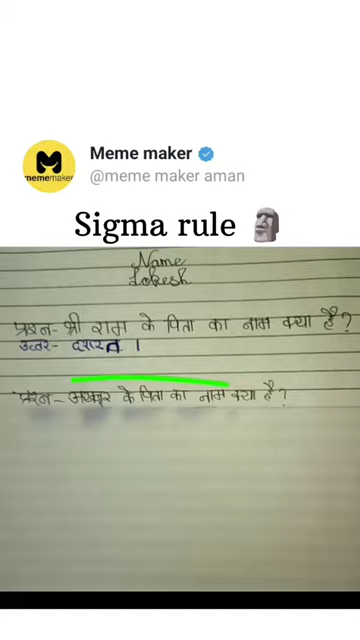 mememaker
Meme maker
@meme maker aman
Sigma rule 🗿
Name
Lokesh
प्रश्न- श्री राम के पिता का नाम क्या है?
उत्तर- दशरथ ।
प्रश्न- अकबर के पिता का नाम क्या है?